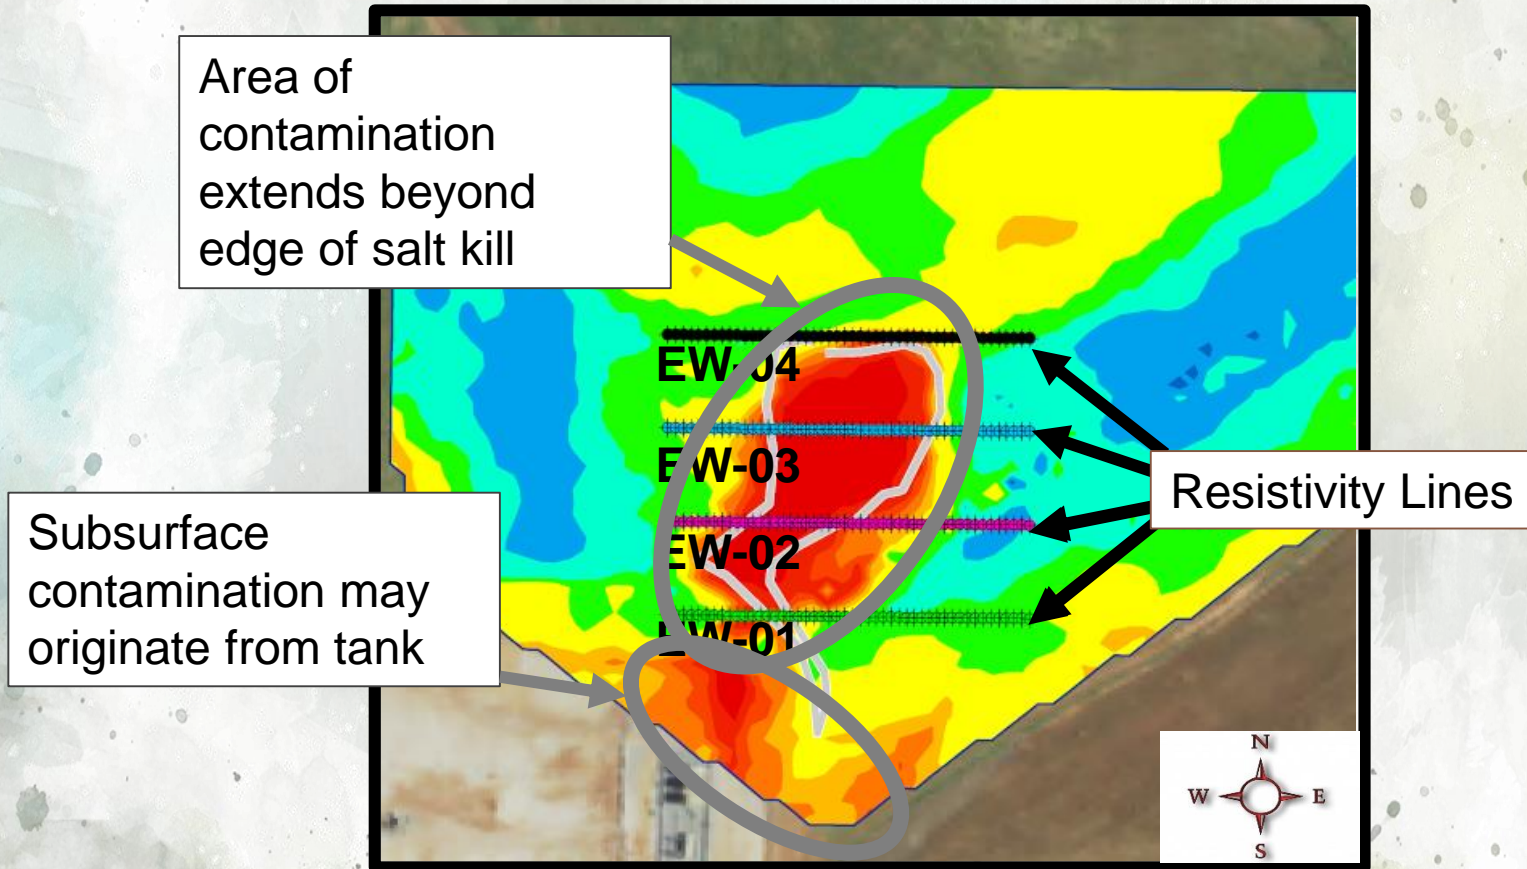 Area of
contamination
extends beyond
edge of salt kill
EW-04
EW-03
Resistivity Lines
Subsurface
contamination may
originate from tank
EW-02
EW-01
N
W E
S